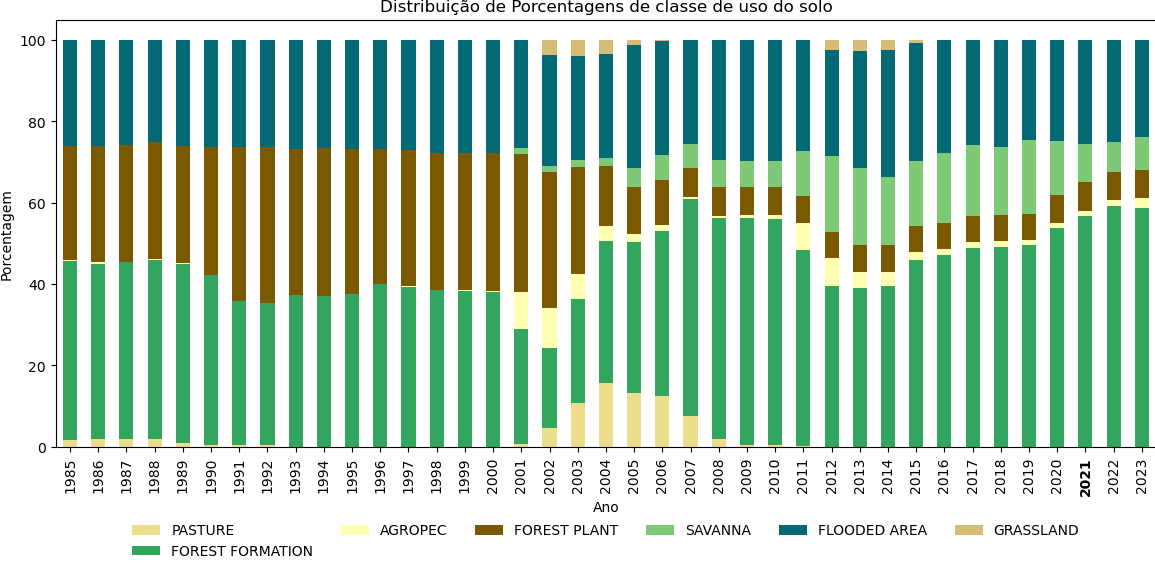 Distribuição de Porcentagens de classe de uso do solo
Porcentagem
100
80
60
40
20
0
1985 1986 1987 1988 1989 1990 1991 1992 1993 1994 1995 1996 1997 1998 1999 2000 2001 2002 2003 2004 2005 2006 2007 2008 2009 2010 2011 2012 2013 2014 2015 2016 2017 2018 2019 2020 2021 2022 2023
Ano
PASTURE AGROPEC FOREST PLANT SAVANNA FLOODED AREA GRASSLAND
FOREST FORMATION